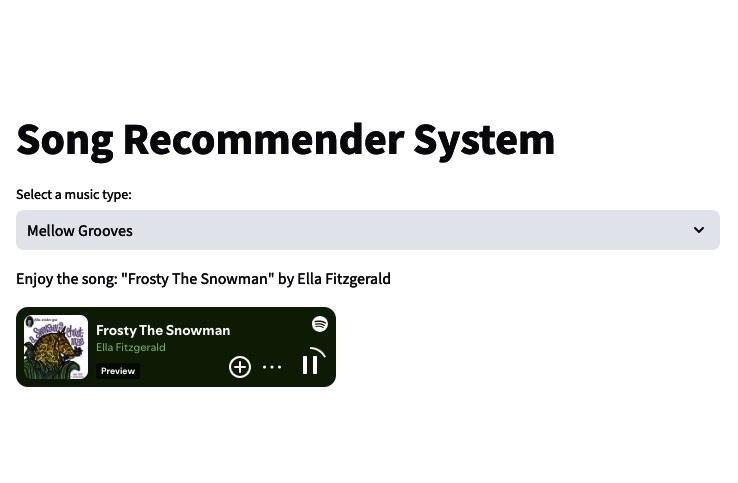 Song Recommender System
Select a music type:
Mellow Grooves
Enjoy the song: "Frosty The Snowman" by Ella Fitzgerald
Frosty The Snowman
Ella Fitzgerald
Preview